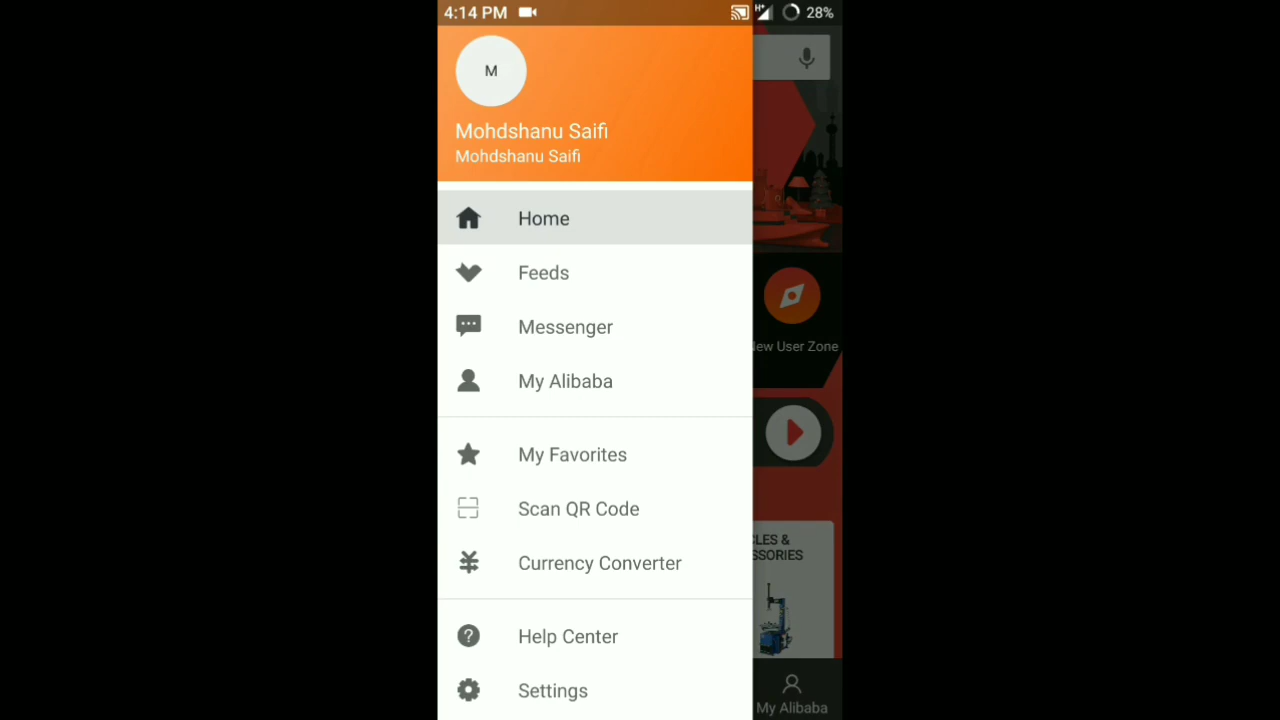 4:14 PM
H+
28%
M
Mohdshanu Saifi
Mohdshanu Saifi
Home
Feeds
Messenger
My Alibaba
My Favorites
Scan QR Code
Currency Converter
Help Center
Settings
ew User Zone
CLES &
SSORIES
My Alibaba